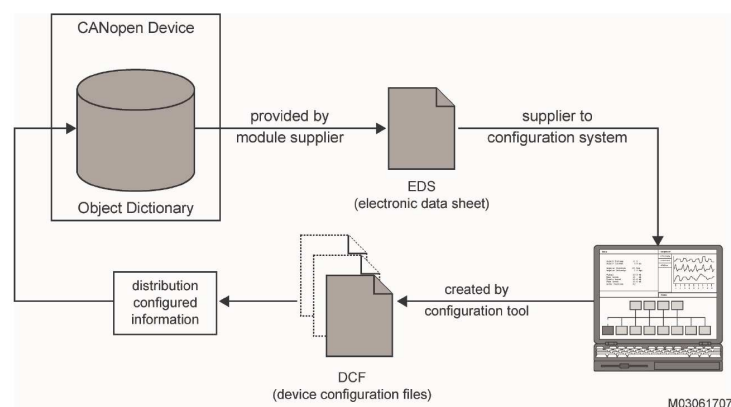 CANopen Device
provided by
module supplier
supplier to
configuration system
EDS
(electronic data sheet)
Object Dictionary
distribution
configured
information
created by
configuration tool
DCF
(device configuration files)
M03061707